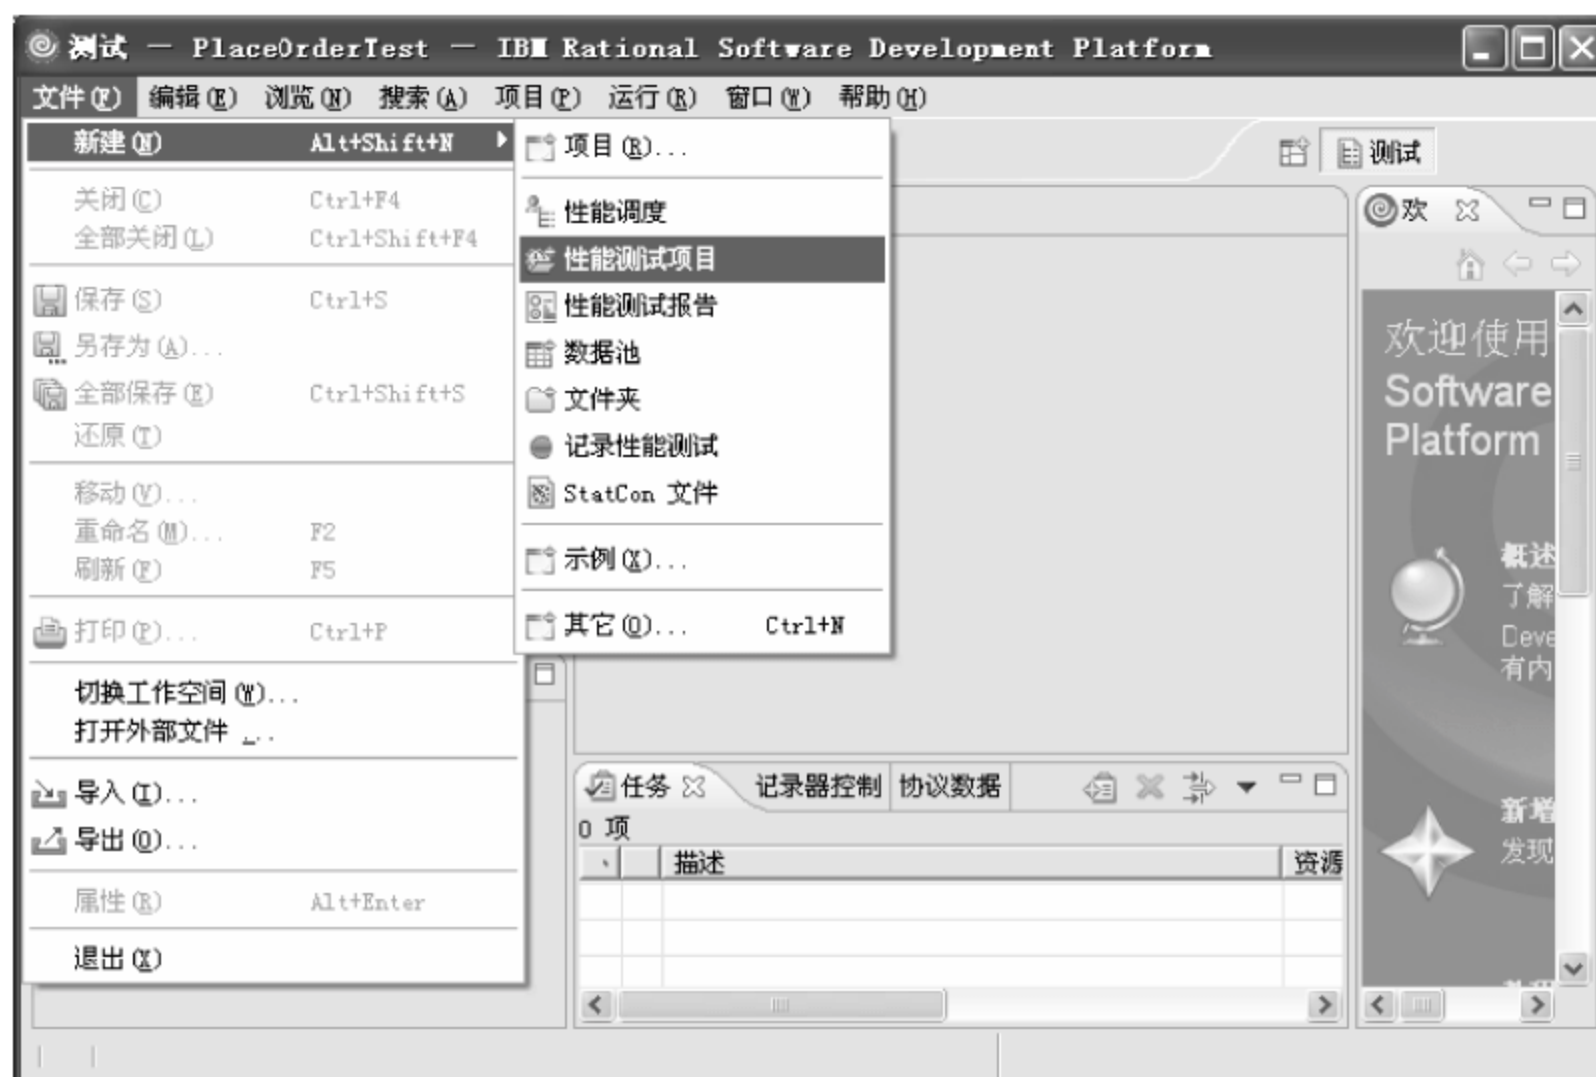 测试 — PlaceOrderTest — IBM Rational Software Development Platform
文件(F) 编辑(E) 浏览(N) 搜索(A) 项目(P) 运行(R) 窗口(W) 帮助(H)
新建(N) Alt+Shift+N
关闭(C) Ctrl+F4
全部关闭(L) Ctrl+Shift+F4
保存(S) Ctrl+S
另存为(A)...
全部保存(E) Ctrl+Shift+S
还原(T)
移动(V)...
重命名(M)... F2
刷新(F) F5
打印(P)... Ctrl+P
切换工作空间(W)...
打开外部文件 _...
导入(I)...
导出(O)...
属性(R) Alt+Enter
退出(X)
项目(R)...
性能调度
性能测试项目
性能测试报告
数据池
文件夹
记录性能测试
StatCon 文件
示例(X)...
其它(O)... Ctrl+N
测试
欢
欢迎使用
Software
Platform
概述
了解
Deve
有内
新增
发现
任务 记录器控制 协议数据
0 项
描述 资源